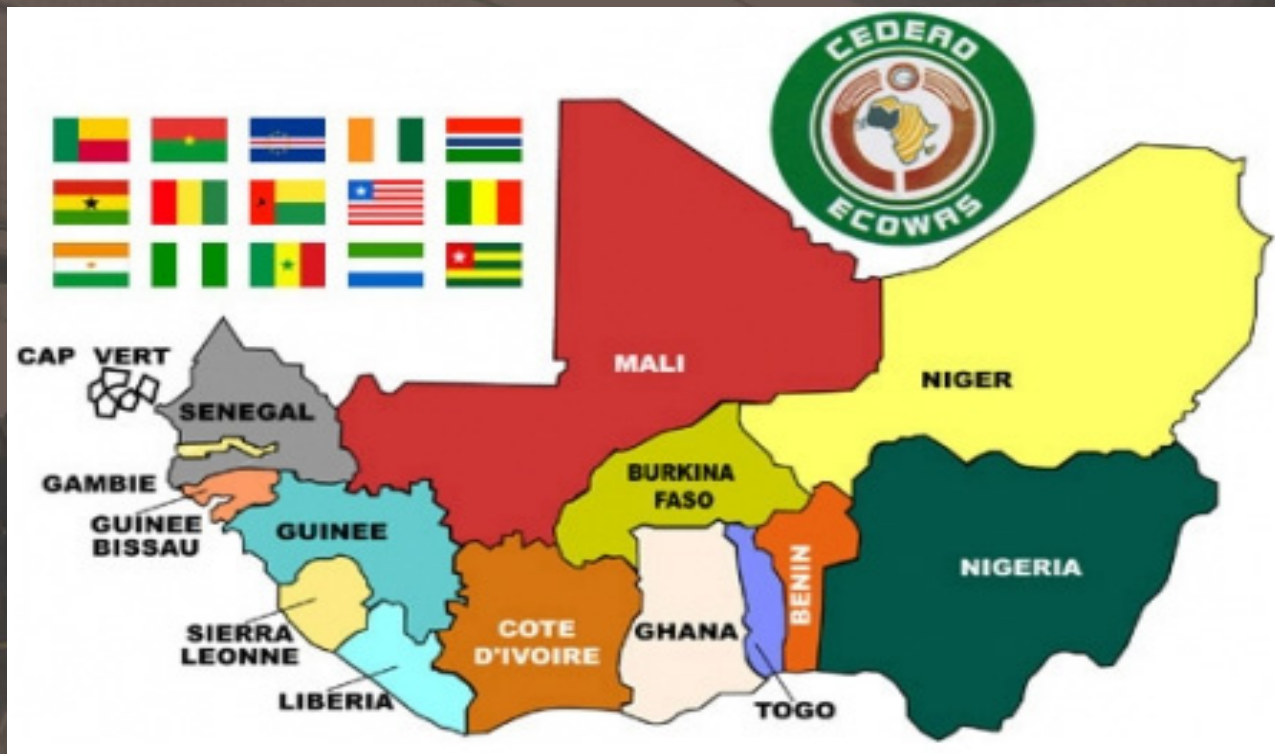 CEDEAO
ECOWAS
CAP VERT
MALI
NIGER
SENEGAL
GAMBIE
BURKINA
FASO
GUINEE
BISSAU
GUINEE
NIGERIA
BENIN
SIERRA
LEONNE
COTE
D'IVOIRE
GHANA
LIBERIA
TOGO